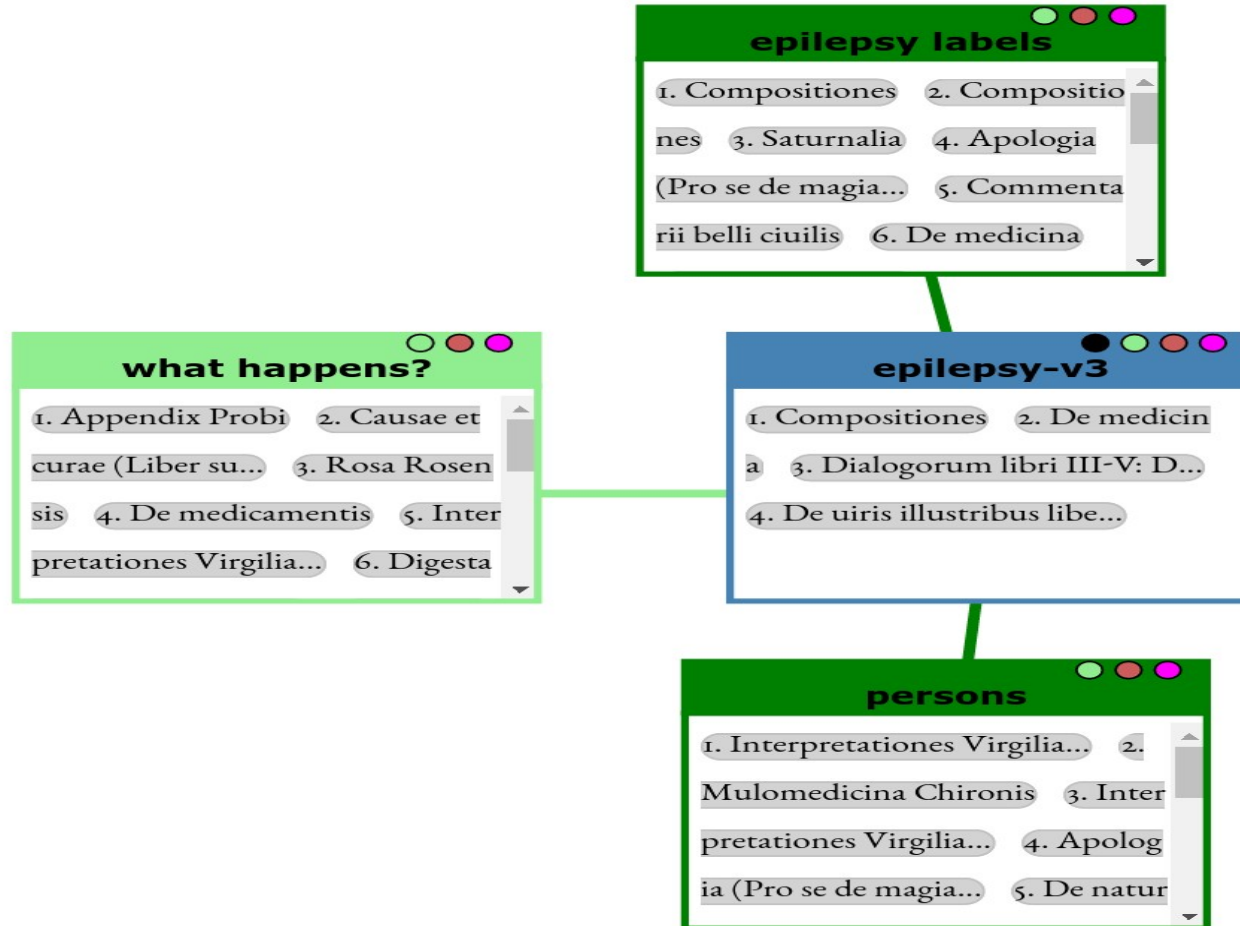 epilepsy labels
1. Compositiones 2. Compositio
nes 3. Saturnalia 4. Apologia
(Pro se de magia... 5. Commenta
rii belli ciuilis 6. De medicina
what happens?
1. Appendix Probi 2. Causae et
curae (Liber su... 3. Rosa Rosen
sis 4. De medicamentis 5. Inter
pretationes Virgilia... 6. Digesta
epilepsy-v3
1. Compositiones 2. De medicin
a 3. Dialogorum libri III-V: D...
4. De uiris illustribus libe...
persons
1. Interpretationes Virgilia... 2.
Mulomedicina Chironis 3. Inter
pretationes Virgilia... 4. Apolog
ia (Pro se de magia... 5. De natur